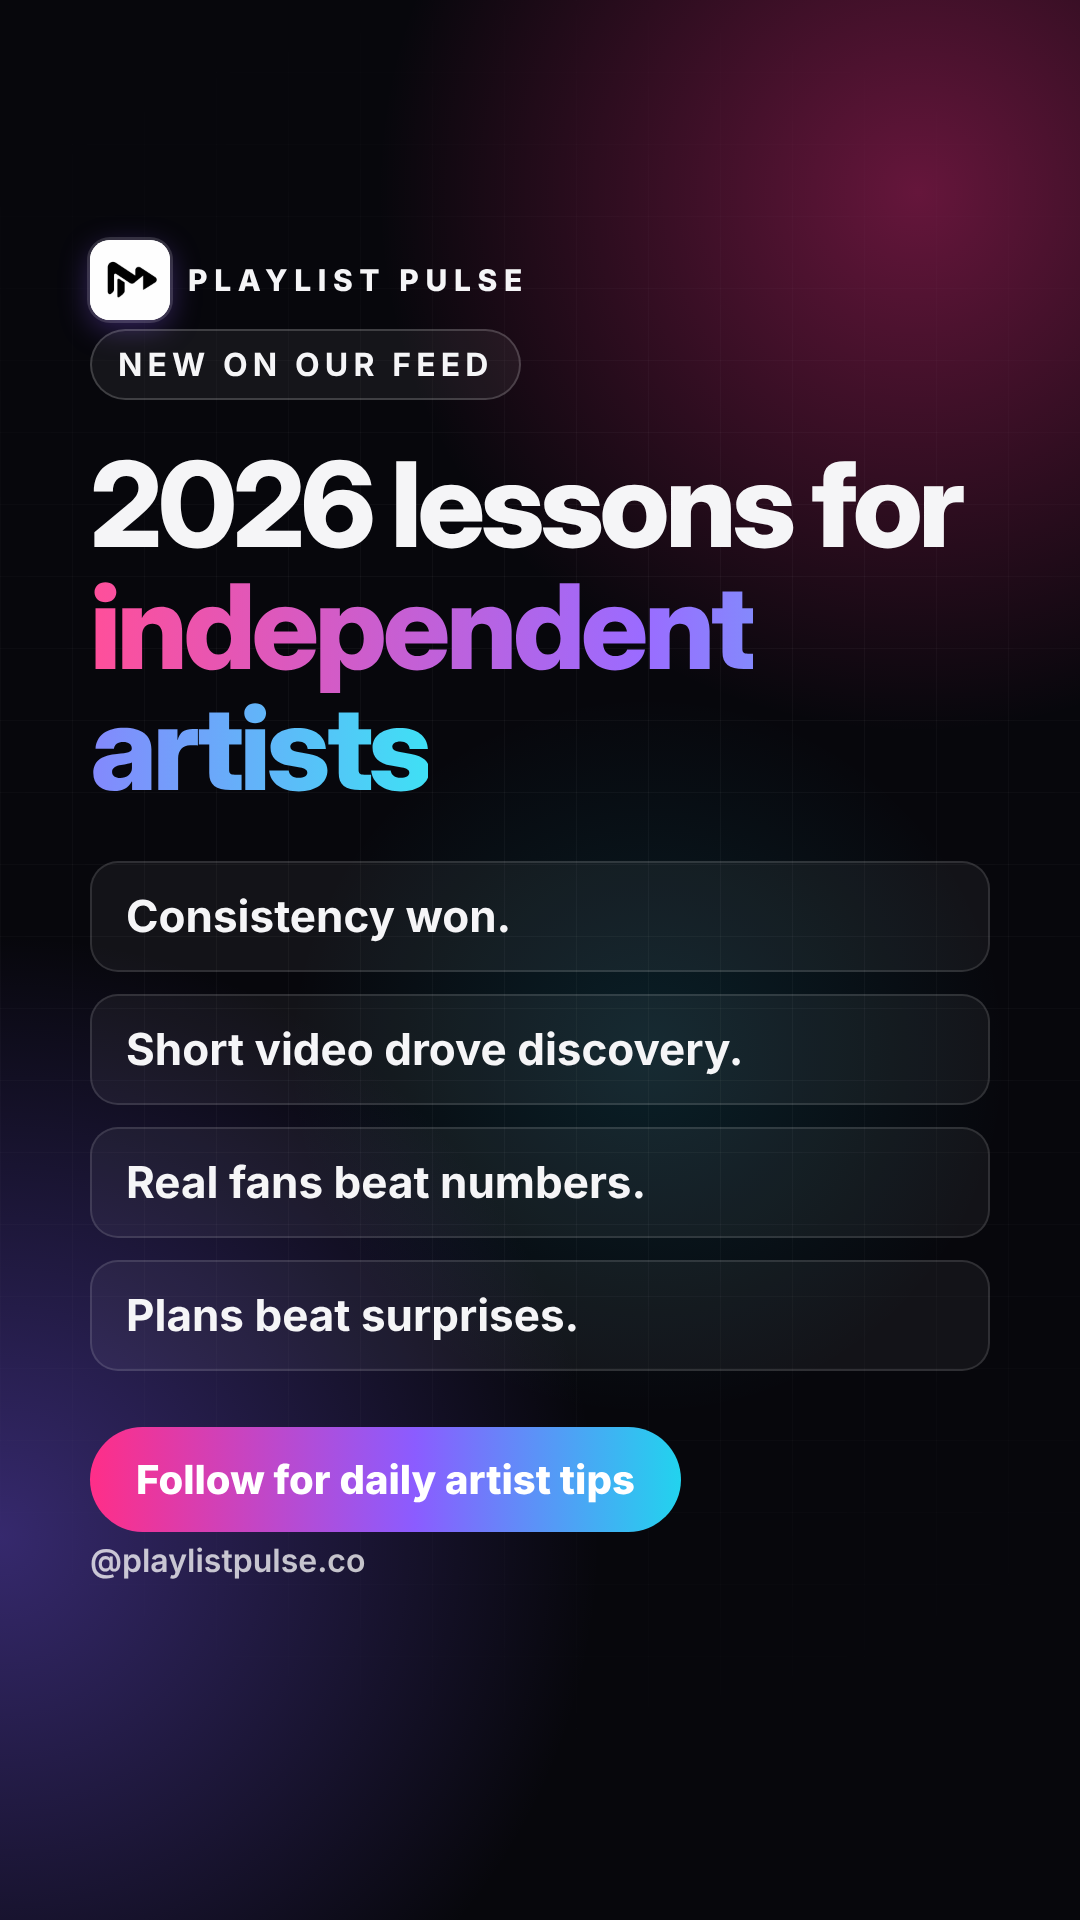 PLAYLIST PULSE
NEW ON OUR FEED
2026 lessons for
independent
artists
Consistency won.
Short video drove discovery.
Real fans beat numbers.
Plans beat surprises.
Follow for daily artist tips
@playlistpulse.co